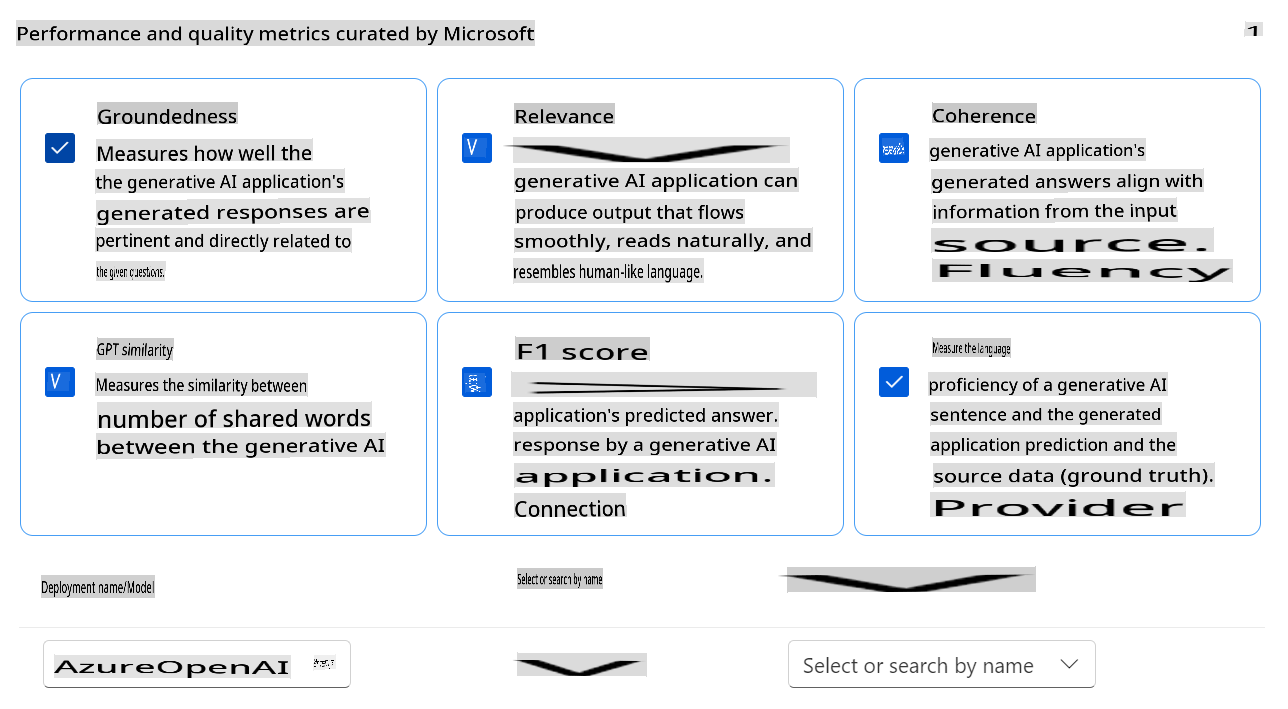 Performance and quality metrics curated by Microsoft
1
Groundedness
Measures how well the
the generative AI application's
generated responses are
pertinent and directly related to
the given questions.
V
Relevance
generative AI application can
produce output that flows
smoothly, reads naturally, and
resembles human-like language.
Coherence
generative AI application's
generated answers align with
information from the input
source.
Fluency
V
GPT similarity
Measures the similarity between
number of shared words
between the generative AI
F1 score
application's predicted answer.
response by a generative AI
application.
Connection
Measure the language
proficiency of a generative AI
sentence and the generated
application prediction and the
source data (ground truth).
Provider
Deployment name/Model
Select or search by name
AzureOpenAI
Select or search by name